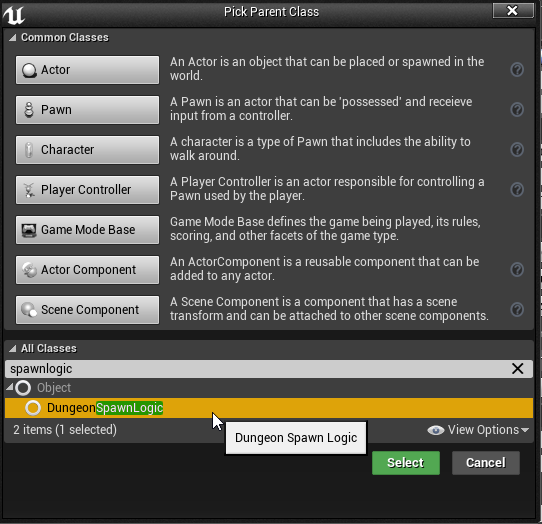 Pick Parent Class
Common Classes
Actor
An Actor is an object that can be placed or spawned in the
world.
Pawn
A Pawn is an actor that can be 'possessed' and receieve
input from a controller.
Character
A character is a type of Pawn that includes the ability to
walk around.
Player Controller
A Player Controller is an actor responsible for controlling a
Pawn used by the player.
Game Mode Base
Game Mode Base defines the game being played, its rules,
scoring, and other facets of the game type.
Actor Component
An ActorComponent is a reusable component that can be
added to any actor.
Scene Component
A Scene Component is a component that has a scene
transform and can be attached to other scene components.
All Classes
spawnlogic
Object
DungeonSpawnLogic
2 items (1 selected)
View Options
Dungeon Spawn Logic
Select
Cancel